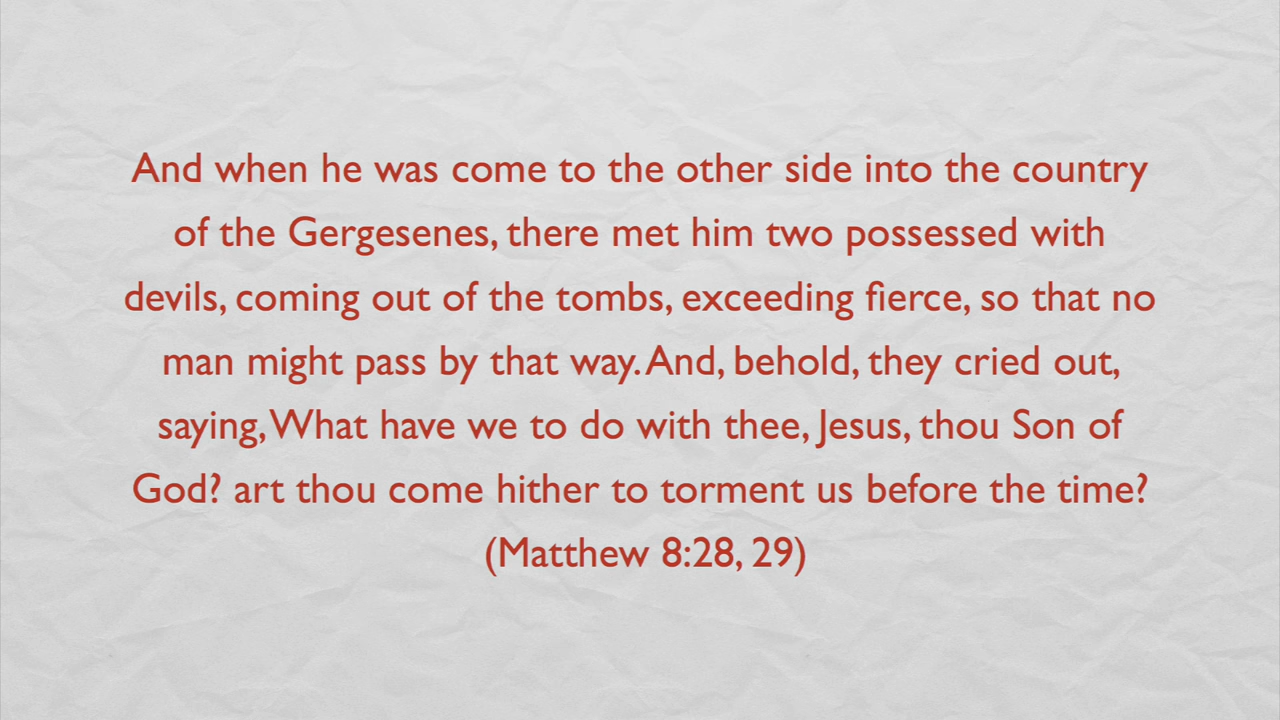 And when he was come to the other side into the country
of the Gergesenes, there met him two possessed with
devils, coming out of the tombs, exceeding fierce, so that no
man might pass by that way. And, behold, they cried out,
saying, What have we to do with thee, Jesus, thou Son of
God? art thou come hither to torment us before the time?
(Matthew 8:28, 29)